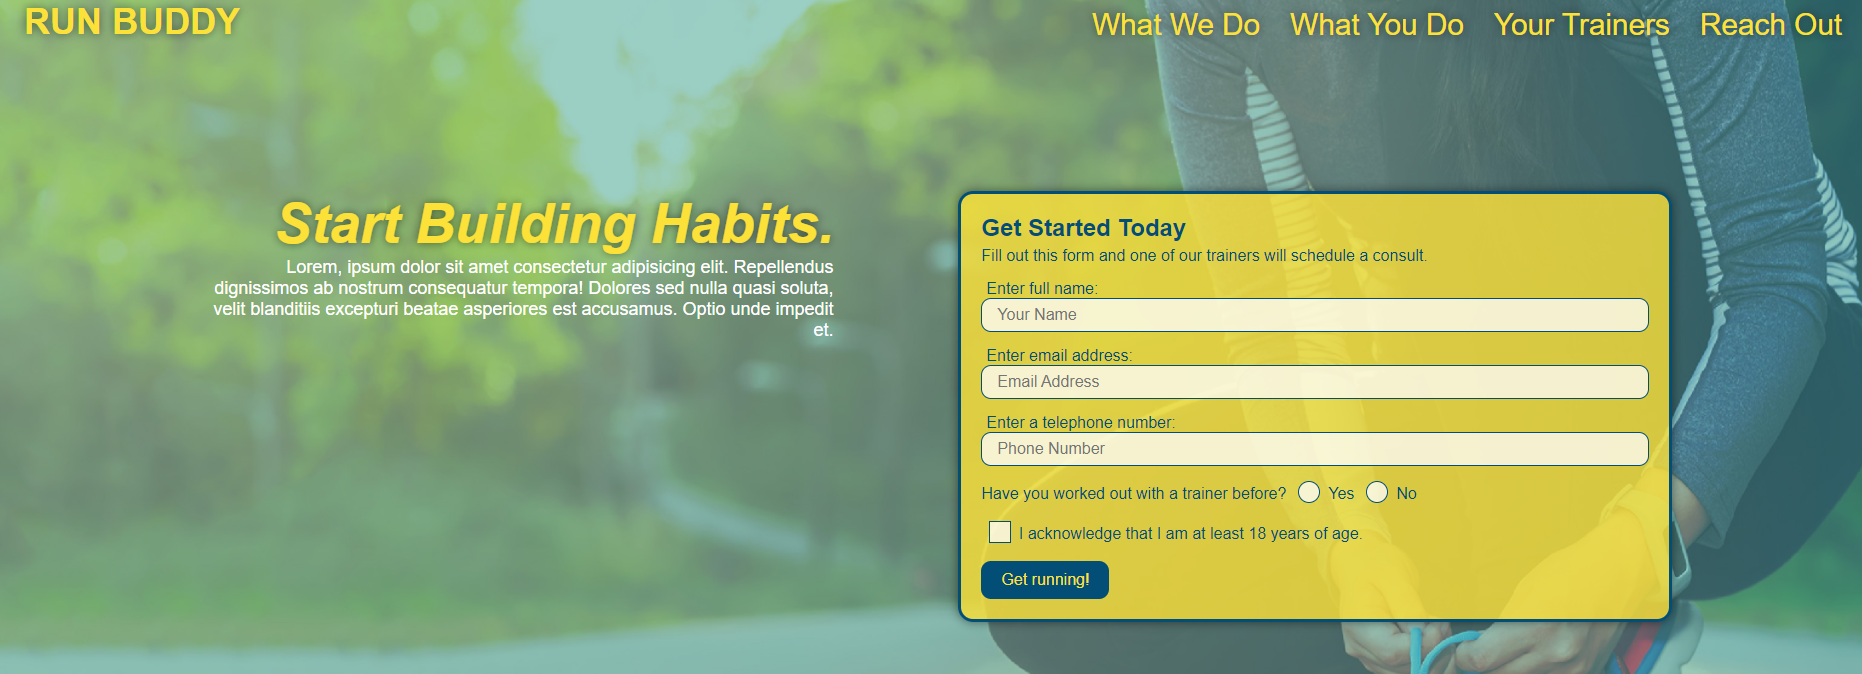 RUN BUDDY
What We Do What You Do Your Trainers Reach Out
Start Building Habits.
Lorem, ipsum dolor sit amet consectetur adipisicing elit. Repellendus
dignissimos ab nostrum consequatur tempora! Dolores sed nulla quasi soluta,
velit blanditiis excepturi beatae asperiores est accusamus. Optio unde impedit
et.
Get Started Today
Fill out this form and one of our trainers will schedule a consult.
Enter full name:
Your Name
Enter email address:
Email Address
Enter a telephone number:
Phone Number
Have you worked out with a trainer before? Yes No
I acknowledge that I am at least 18 years of age.
Get running!